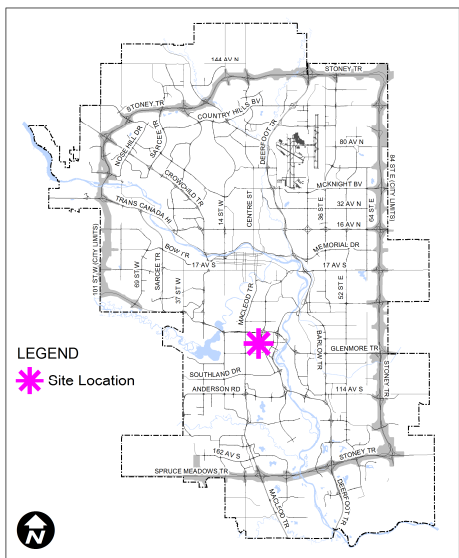 144 AV N
STONEY TR
STONEY TR
COUNTRY HILLS BV
NOSE HILL DR
SARCEE TR
DEERFOOT TR
80 AV N
CROWCHILD TR
14 ST W
CENTRE ST
MCKNIGHT BV
36 ST E
32 AV N
16 AV N
64 ST E
84 ST E (CITY LIMITS)
TRANS CANADA HI
101 ST W (CITY LIMITS)
BOW TR
MEMORIAL DR
17 AV S
17 AV S
69 ST W
SARCEE TR
37 ST W
MACLEOD TR
52 ST E
BARLOW TR
GLENMORE TR
STONEY TR
LEGEND
Site Location
SOUTHLAND DR
ANDERSON RD
114 AV S
162 AV S
STONEY TR
SPRUCE MEADOWS TR
MACLEOD TR
DEERFOOT TR
N